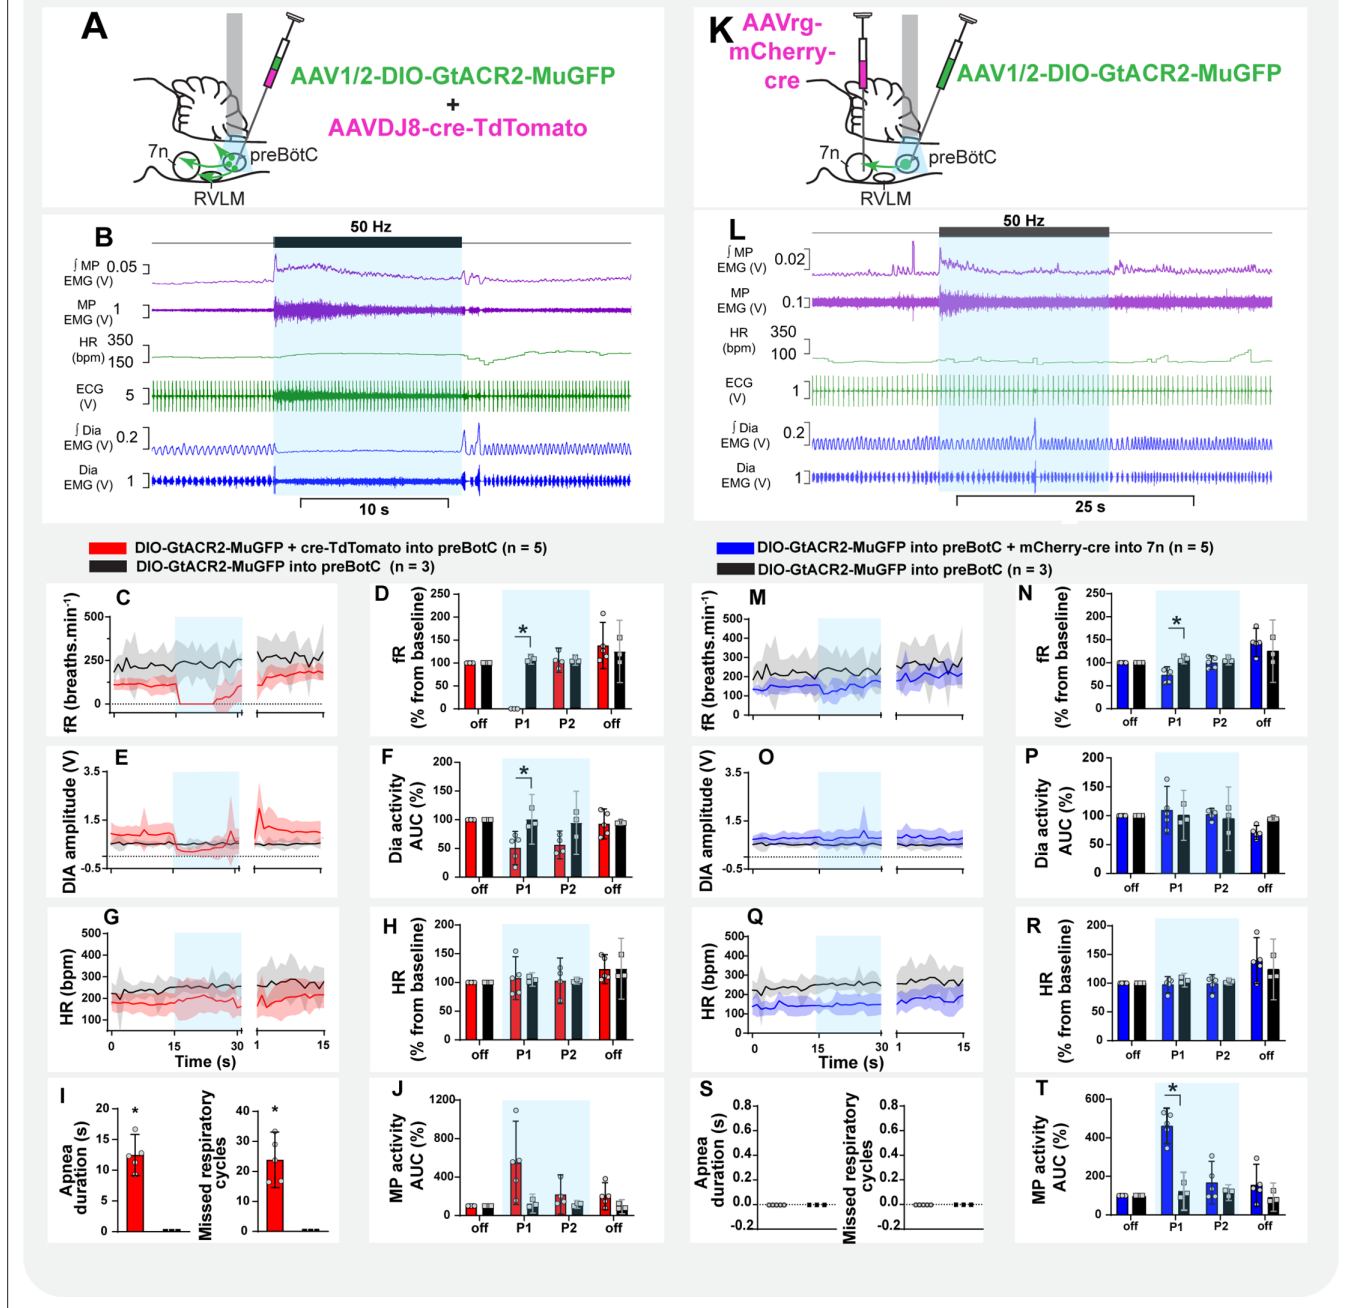 A
AAV1/2-DIO-GtACR2-MuGFP
+
AAVDJ8-cre-TdTomato
7n
preBötC
RVLM
K
AAVrg-
mCherry-
cre
AAV1/2-DIO-GtACR2-MuGFP
7n
preBötC
RVLM
B
50 Hz
∫ MP
EMG (V)
0.05
MP
EMG (V)
1
HR
(bpm)
350
150
ECG
(V)
5
∫ Dia
EMG (V)
0.2
Dia
EMG (V)
1
10 s
L
50 Hz
∫ MP
EMG (V)
0.02
MP
EMG (V)
0.1
HR
(bpm)
350
100
ECG
(V)
1
∫ Dia
EMG (V)
0.2
Dia
EMG (V)
1
25 s
DIO-GtACR2-MuGFP + cre-TdTomato into preBotC (n = 5)
DIO-GtACR2-MuGFP into preBotC (n = 3)
DIO-GtACR2-MuGFP into preBotC + mCherry-cre into 7n (n = 5)
DIO-GtACR2-MuGFP into preBotC (n = 3)
C
fR (breaths.min-1)
500
250
0
D
fR
(% from baseline)
250
200
150
100
50
0
*
off P1 P2 off
M
fR (breaths.min-1)
500
400
300
200
100
0
N
fR
(% from baseline)
250
200
150
100
50
0
*
off P1 P2 off
E
DIA amplitude (V)
3.5
1.5
-0.5
F
Dia activity
AUC (%)
200
150
100
50
0
*
off P1 P2 off
O
DIA amplitude (V)
3.5
1.5
-0.5
P
Dia activity
AUC (%)
200
150
100
50
0
off P1 P2 off
G
HR (bpm)
500
400
300
200
100
0 15 30 1 15
Time (s)
H
HR
(% from baseline)
200
150
100
50
0
off P1 P2 off
Q
HR (bpm)
500
400
300
200
100
0
0 15 30 1 15
Time (s)
R
HR
(% from baseline)
200
150
100
50
0
off P1 P2 off
I
Apnea
duration (s)
20
15
10
5
0
*
Missed respiratory
cycles
40
30
20
10
0
*
J
MP activity
AUC (%)
1200
800
400
0
off P1 P2 off
S
Apnea
duration (s)
0.8
0.6
0.4
0.2
0.0
-0.2
Missed respiratory
cycles
0.8
0.6
0.4
0.2
0.0
-0.2
T
MP activity
AUC (%)
600
400
200
0
*
off P1 P2 off